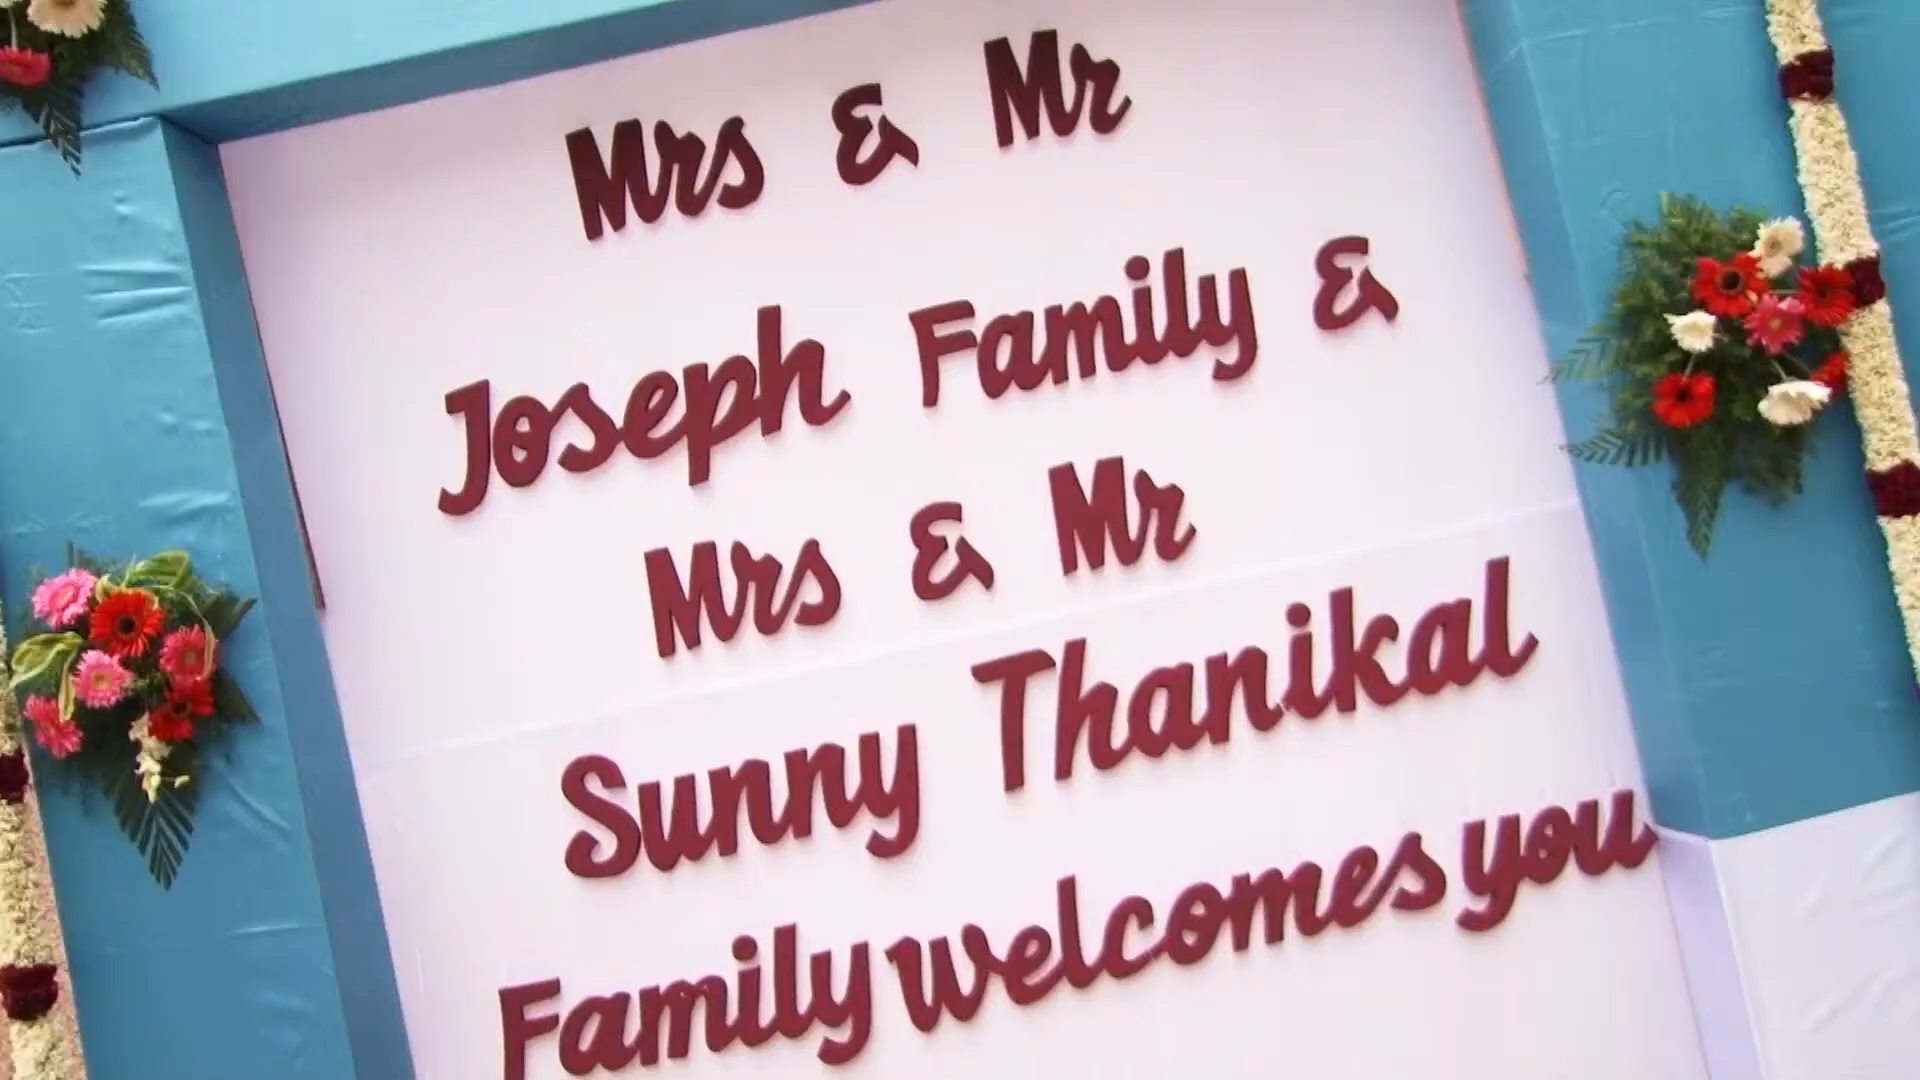 Mrs & Mr
Joseph Family &
Mrs & Mr
Sunny Thanikal
Family welcomes you